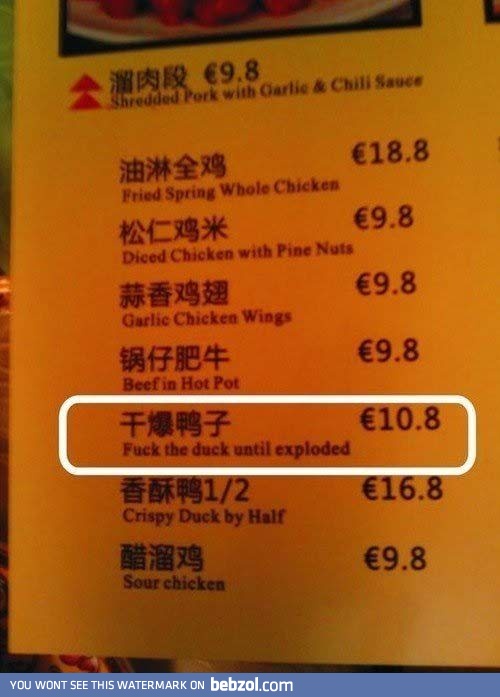 溜肉段 €9.8
Shredded Pork with Garlic & Chili Sauce
油淋全鸡 €18.8
Fried Spring Whole Chicken
松仁鸡米 €9.8
Diced Chicken with Pine Nuts
蒜香鸡翅 €9.8
Garlic Chicken Wings
锅仔肥牛 €9.8
Beef in Hot Pot
干爆鸭子 €10.8
Fuck the duck until exploded
香酥鸭1/2 €16.8
Crispy Duck by Half
醋溜鸡 €9.8
Sour chicken
YOU WONT SEE THIS WATERMARK ON bebzol.com